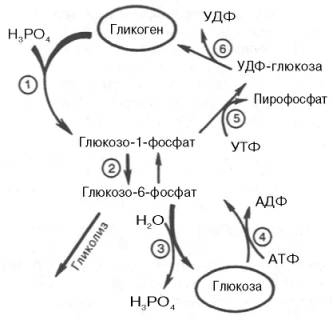 УДФ
Гликоген
H₃PO₄
6
УДФ-глюкоза
1
Пирофосфат
5
УТФ
Глюкозо-1-фосфат
2
Глюкозо-6-фосфат
H₂O
АДФ
3
4
Гликолиз
АТФ
Глюкоза
H₃PO₄